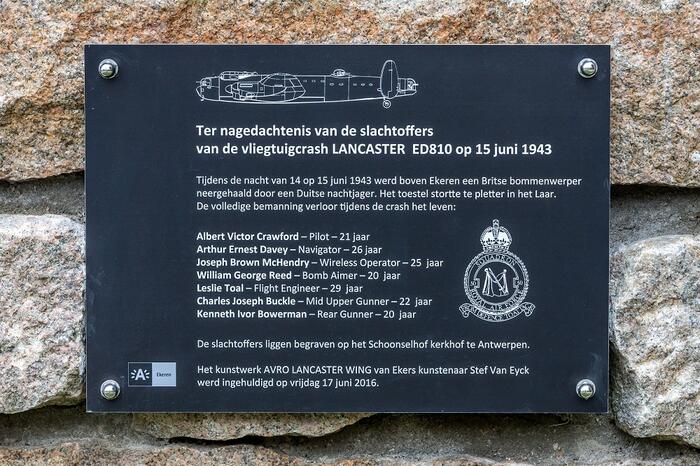 Ter nagedachtenis van de slachtoffers
van de vliegtuigcrash LANCASTER ED810 op 15 juni 1943
Tijdens de nacht van 14 op 15 juni 1943 werd boven Ekeren een Britse bommenwerper
neergehaald door een Duitse nachtjager. Het toestel stortte te pletter in het Laar.
De volledige bemanning verloor tijdens de crash het leven:
Albert Victor Crawford – Pilot – 21 jaar
Arthur Ernest Davey – Navigator – 26 jaar
Joseph Brown McHendry – Wireless Operator – 25 jaar
William George Reed – Bomb Aimer – 20 jaar
Leslie Toal – Flight Engineer – 29 jaar
Charles Joseph Buckle – Mid Upper Gunner – 22 jaar
Kenneth Ivor Bowerman – Rear Gunner – 20 jaar
SQUADRON
ROYAL AIR FORCE
De slachtoffers liggen begraven op het Schoonselhof kerkhof te Antwerpen.
A Ekeren
Het kunstwerk AVRO LANCASTER WING van Ekers kunstenaar Stef Van Eyck
werd ingehuldigd op vrijdag 17 juni 2016.